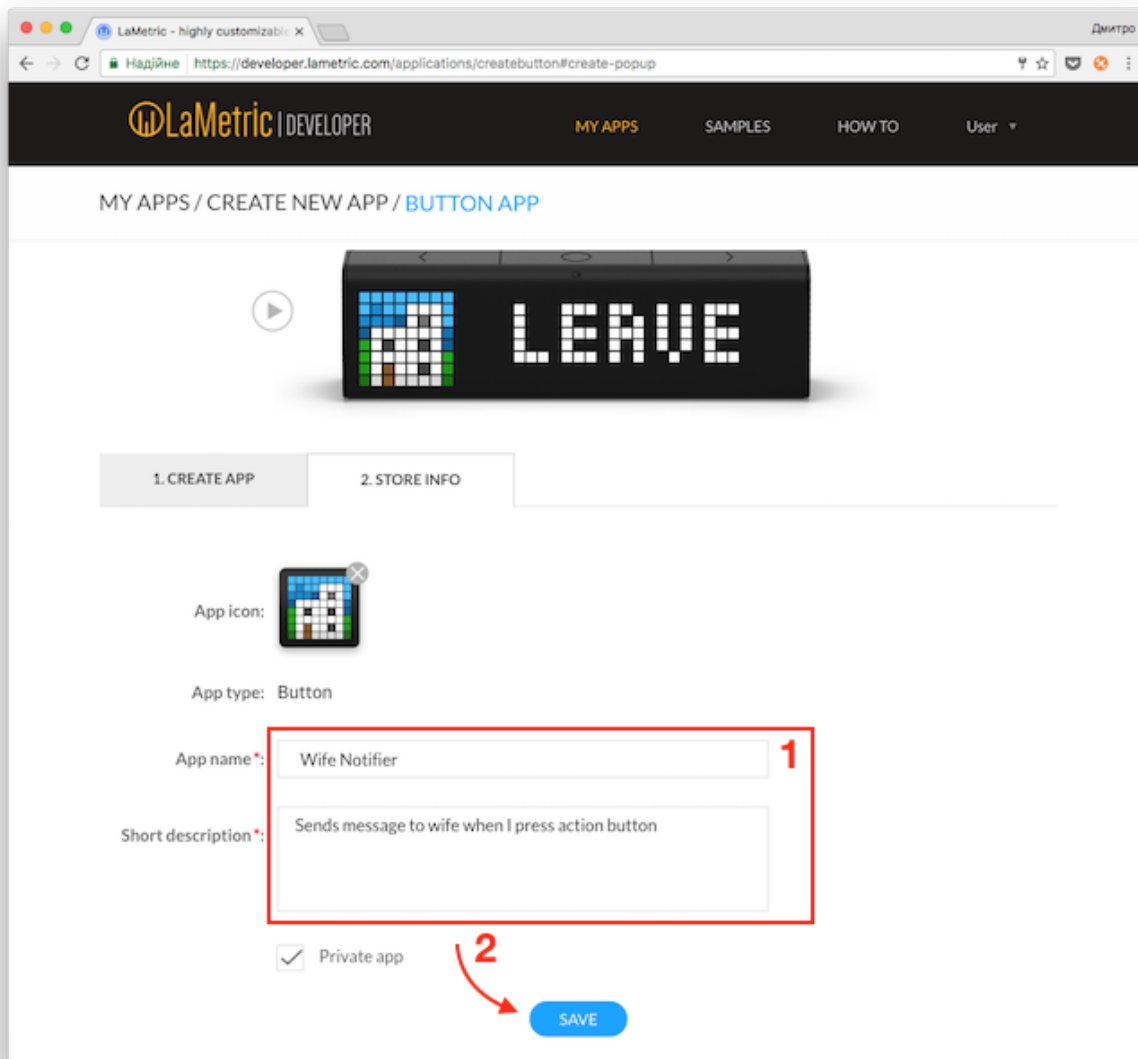 LaMetric - highly customizable
Дмитро
Надійне https://developer.lametric.com/applications/createbutton#create-popup
LaMetric | DEVELOPER
MY APPS SAMPLES HOW TO User
MY APPS / CREATE NEW APP / BUTTON APP
LEAVE
1. CREATE APP 2. STORE INFO
App icon:
App type: Button
App name*: Wife Notifier 1
Short description*: Sends message to wife when I press action button
Private app 2
SAVE